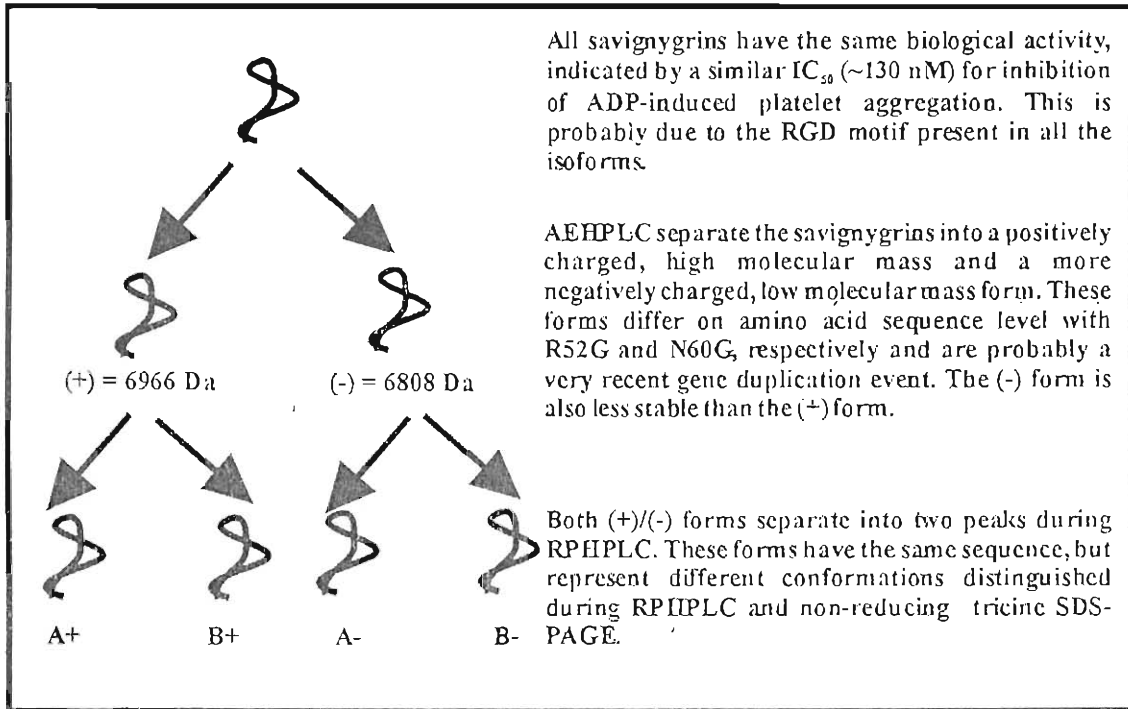 All savignygrins have the same biological activity,
indicated by a similar IC50 (~130 nM) for inhibition
of ADP-induced platelet aggregation. This is
probably due to the RGD motif present in all the
isoforms.
AEHPLC separate the savignygrins into a positively
charged, high molecular mass and a more
negatively charged, low molecular mass form. These
forms differ on amino acid sequence level with
R52G and N60G, respectively and are probably a
very recent gene duplication event. The (-) form is
also less stable than the (+) form.
(+) = 6966 Da
(-) = 6808 Da
Both (+)/(-) forms separate into two peaks during
RPHPLC. These forms have the same sequence, but
represent different conformations distinguished
during RPHPLC and non-reducing tricine SDS-
PAGE.
A+
B+
A-
B-